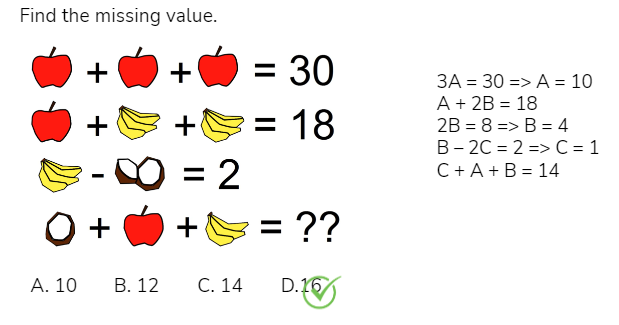 Find the missing value.
+ + = 30
+ + = 18
- = 2
+ + = ??
A. 10 B. 12 C. 14 D.16
3A = 30 => A = 10
A + 2B = 18
2B = 8 => B = 4
B – 2C = 2 => C = 1
C + A + B = 14